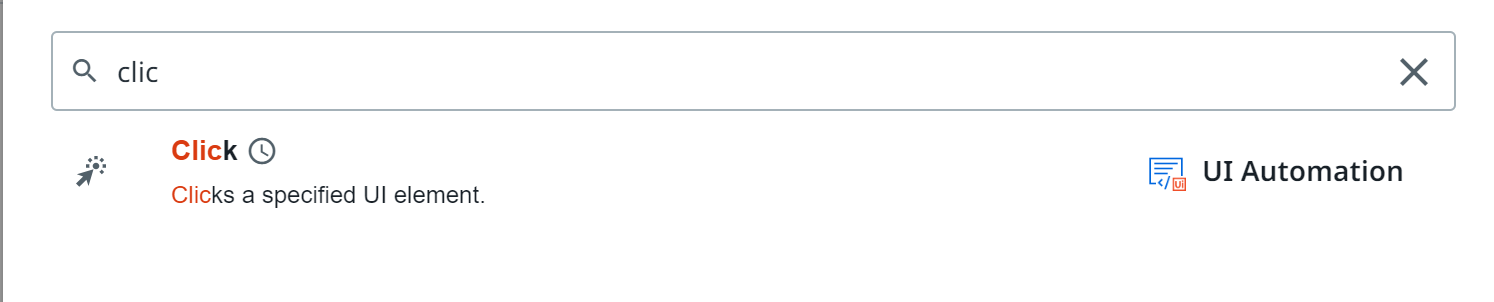 clic
Click
Clicks a specified UI element.
UI Automation